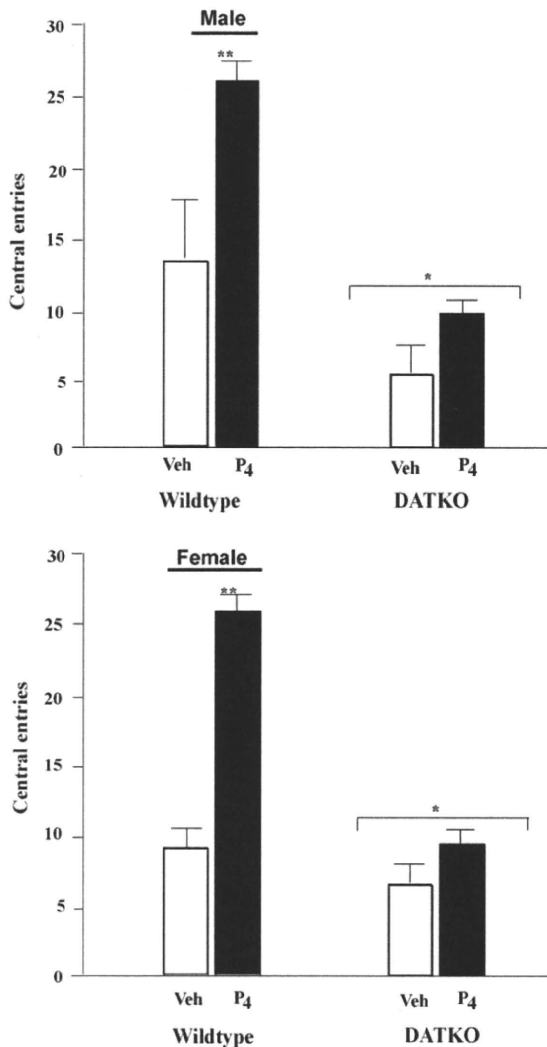 Male
Central entries
30
25
20
15
10
5
0
**
*
Veh P4 Veh P4
Wildtype DATKO
Female
Central entries
30
25
20
15
10
5
0
**
*
Veh P4 Veh P4
Wildtype DATKO